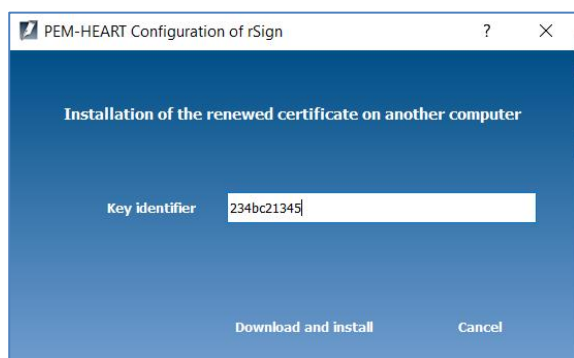 PEM-HEART Configuration of rSign ? X
Installation of the renewed certificate on another computer
Key identifier 234bc21345
Download and install Cancel